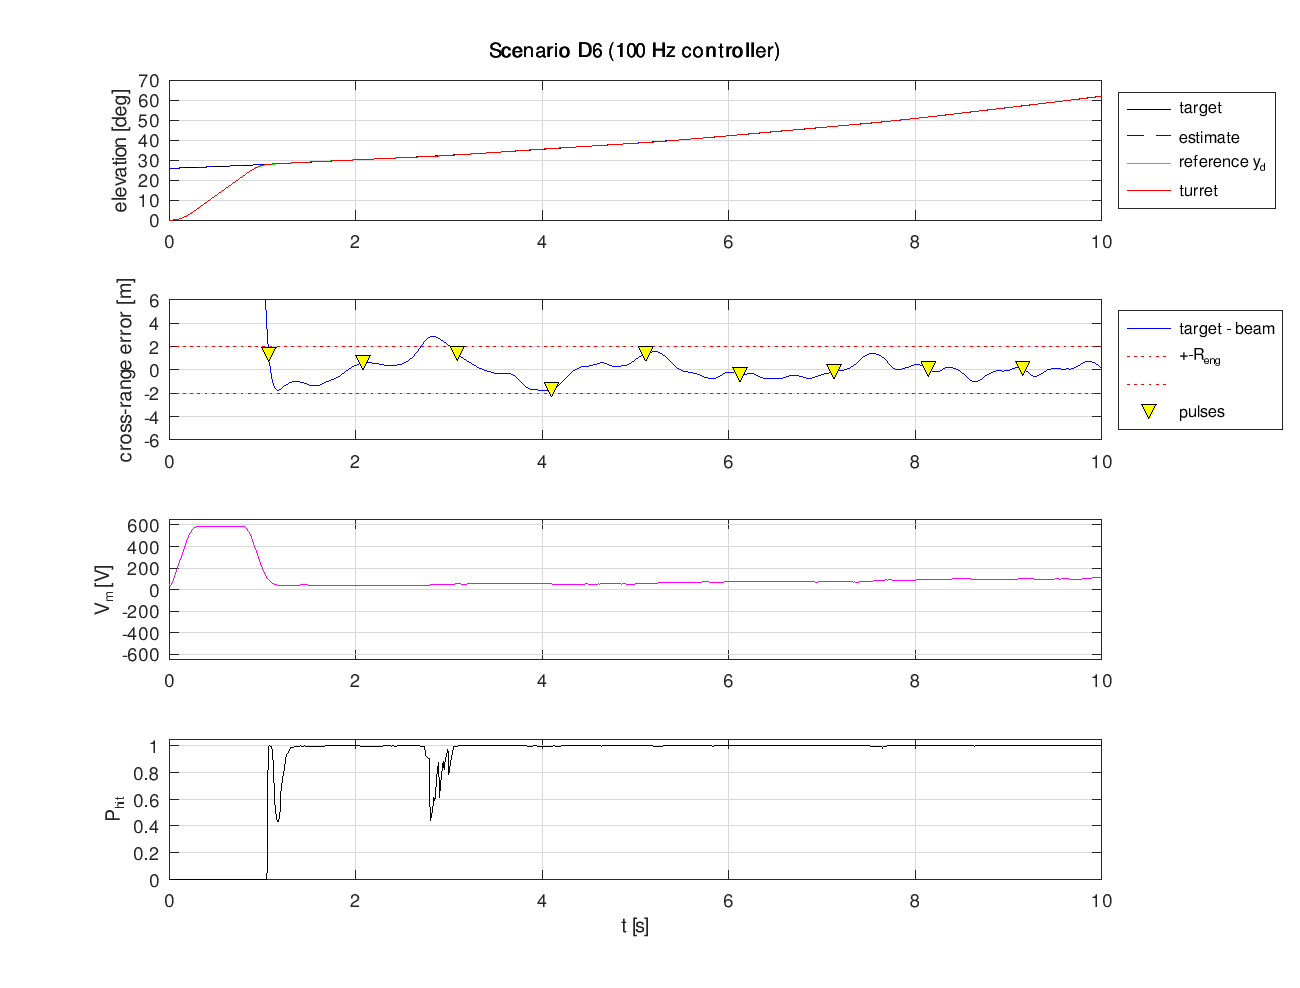 Scenario D6 (100 Hz controller)
elevation [deg]
70
60
50
40
30
20
10
0
0 2 4 6 8 10
target
estimate
reference y_d
turret
cross-range error [m]
6
4
2
0
-2
-4
-6
0 2 4 6 8 10
target - beam
+-R_eng
pulses
V_m [V]
600
400
200
0
-200
-400
-600
0 2 4 6 8 10
P_hit
1
0.8
0.6
0.4
0.2
0
0 2 4 6 8 10
t [s]